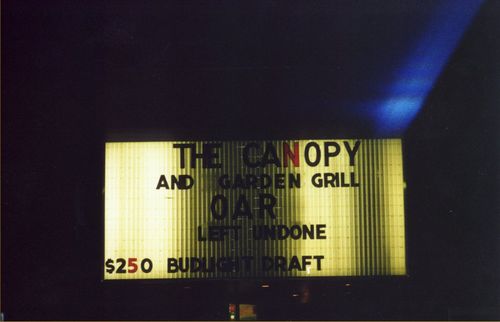 THE CANOPY
AND GARDEN GRILL
OAR
LEFT UNDONE
$250 BUDLIGHT DRAFT